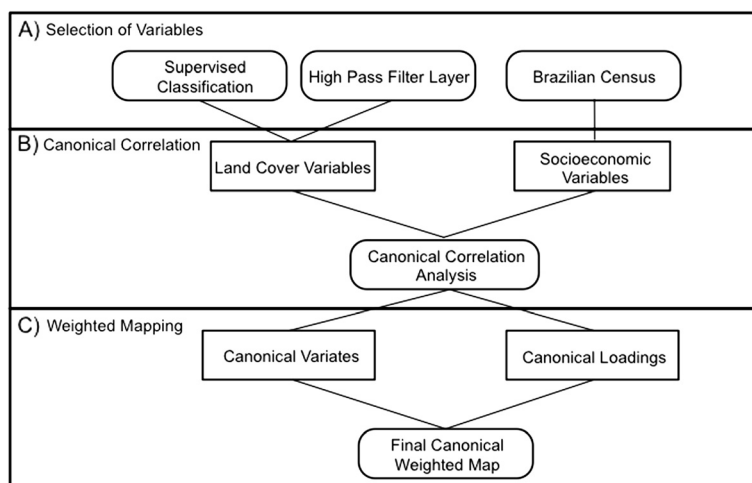 A) Selection of Variables
Supervised
Classification
High Pass Filter Layer
Brazilian Census
B) Canonical Correlation
Land Cover Variables
Socioeconomic
Variables
Canonical Correlation
Analysis
C) Weighted Mapping
Canonical Variates
Canonical Loadings
Final Canonical
Weighted Map